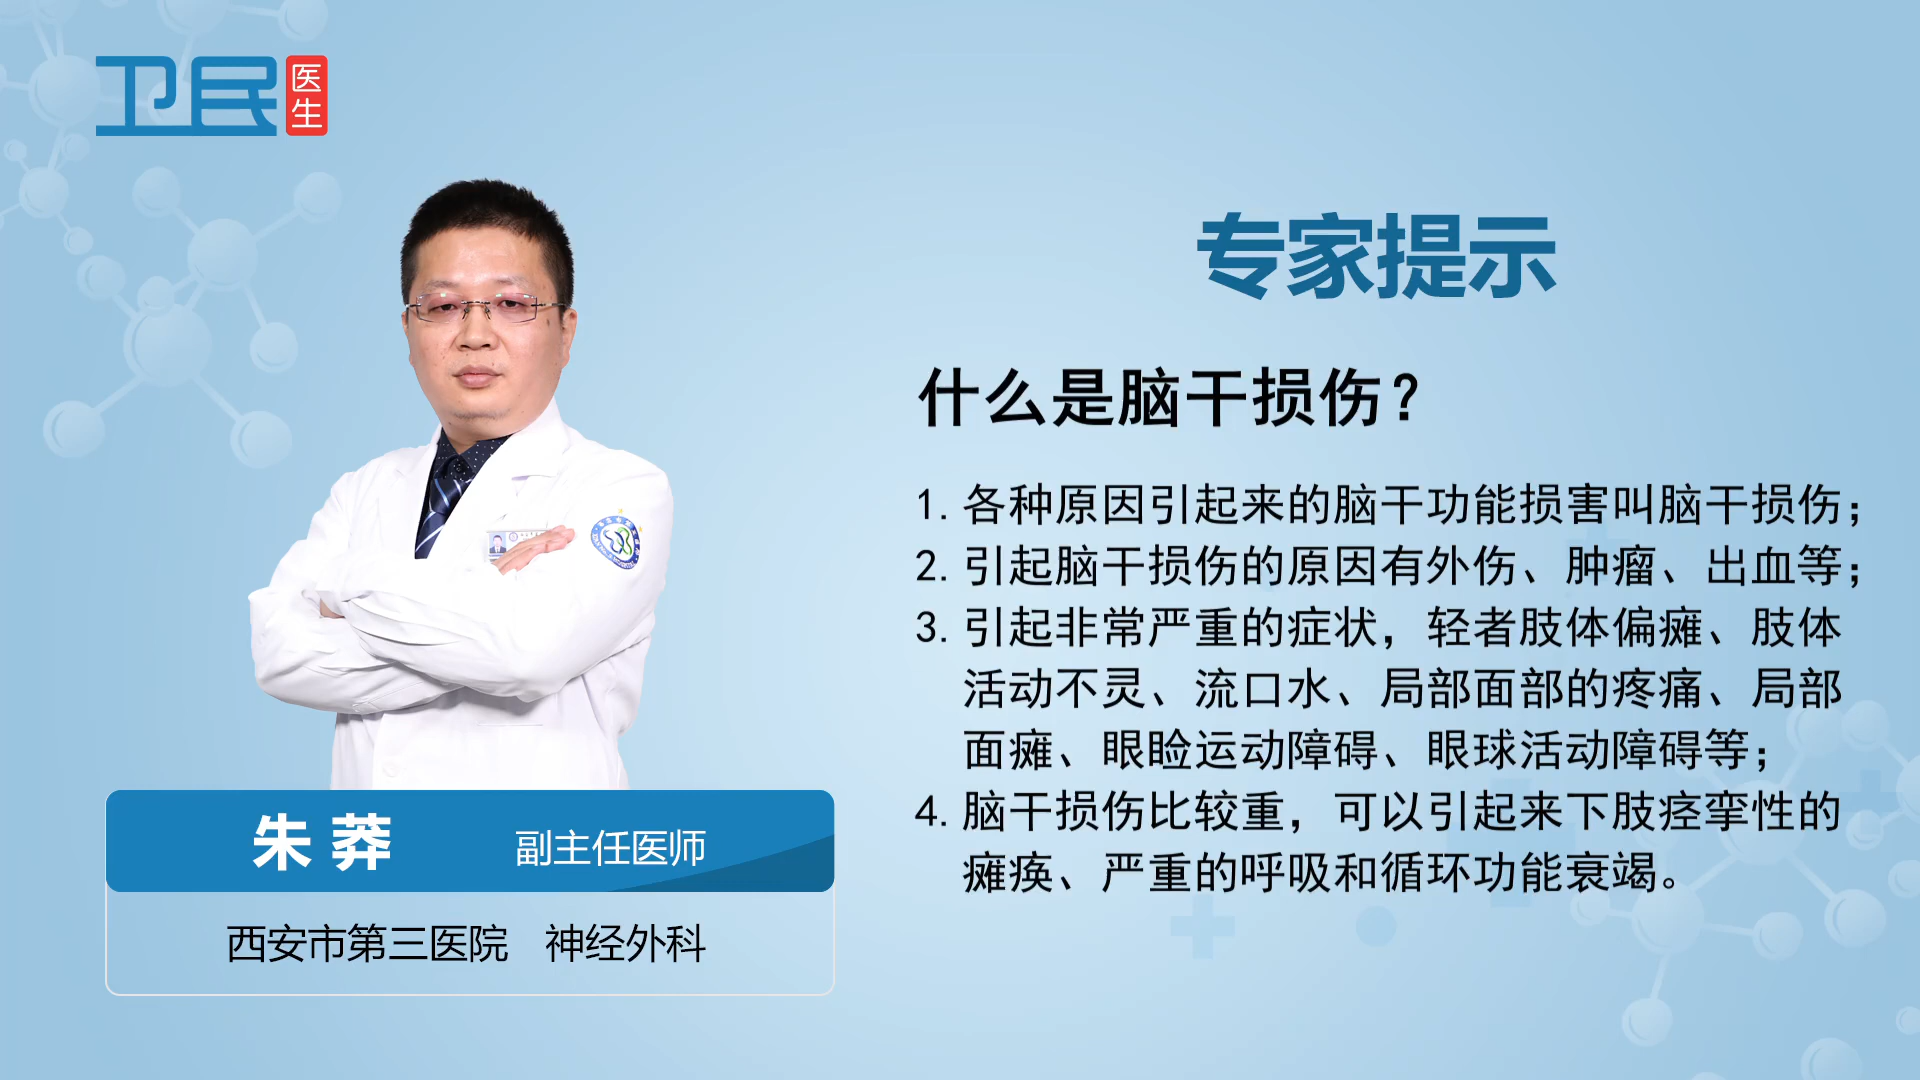 卫民医生
专家提示
什么是脑干损伤？
1. 各种原因引起来的脑干功能损害叫脑干损伤；
2. 引起脑干损伤的原因有外伤、肿瘤、出血等；
3. 引起非常严重的症状，轻者肢体偏瘫、肢体
活动不灵、流口水、局部面部的疼痛、局部
面瘫、眼睑运动障碍、眼球活动障碍等；
4. 脑干损伤比较重，可以引起来下肢痉挛性的
瘫痪、严重的呼吸和循环功能衰竭。
朱莽 副主任医师
西安市第三医院 神经外科